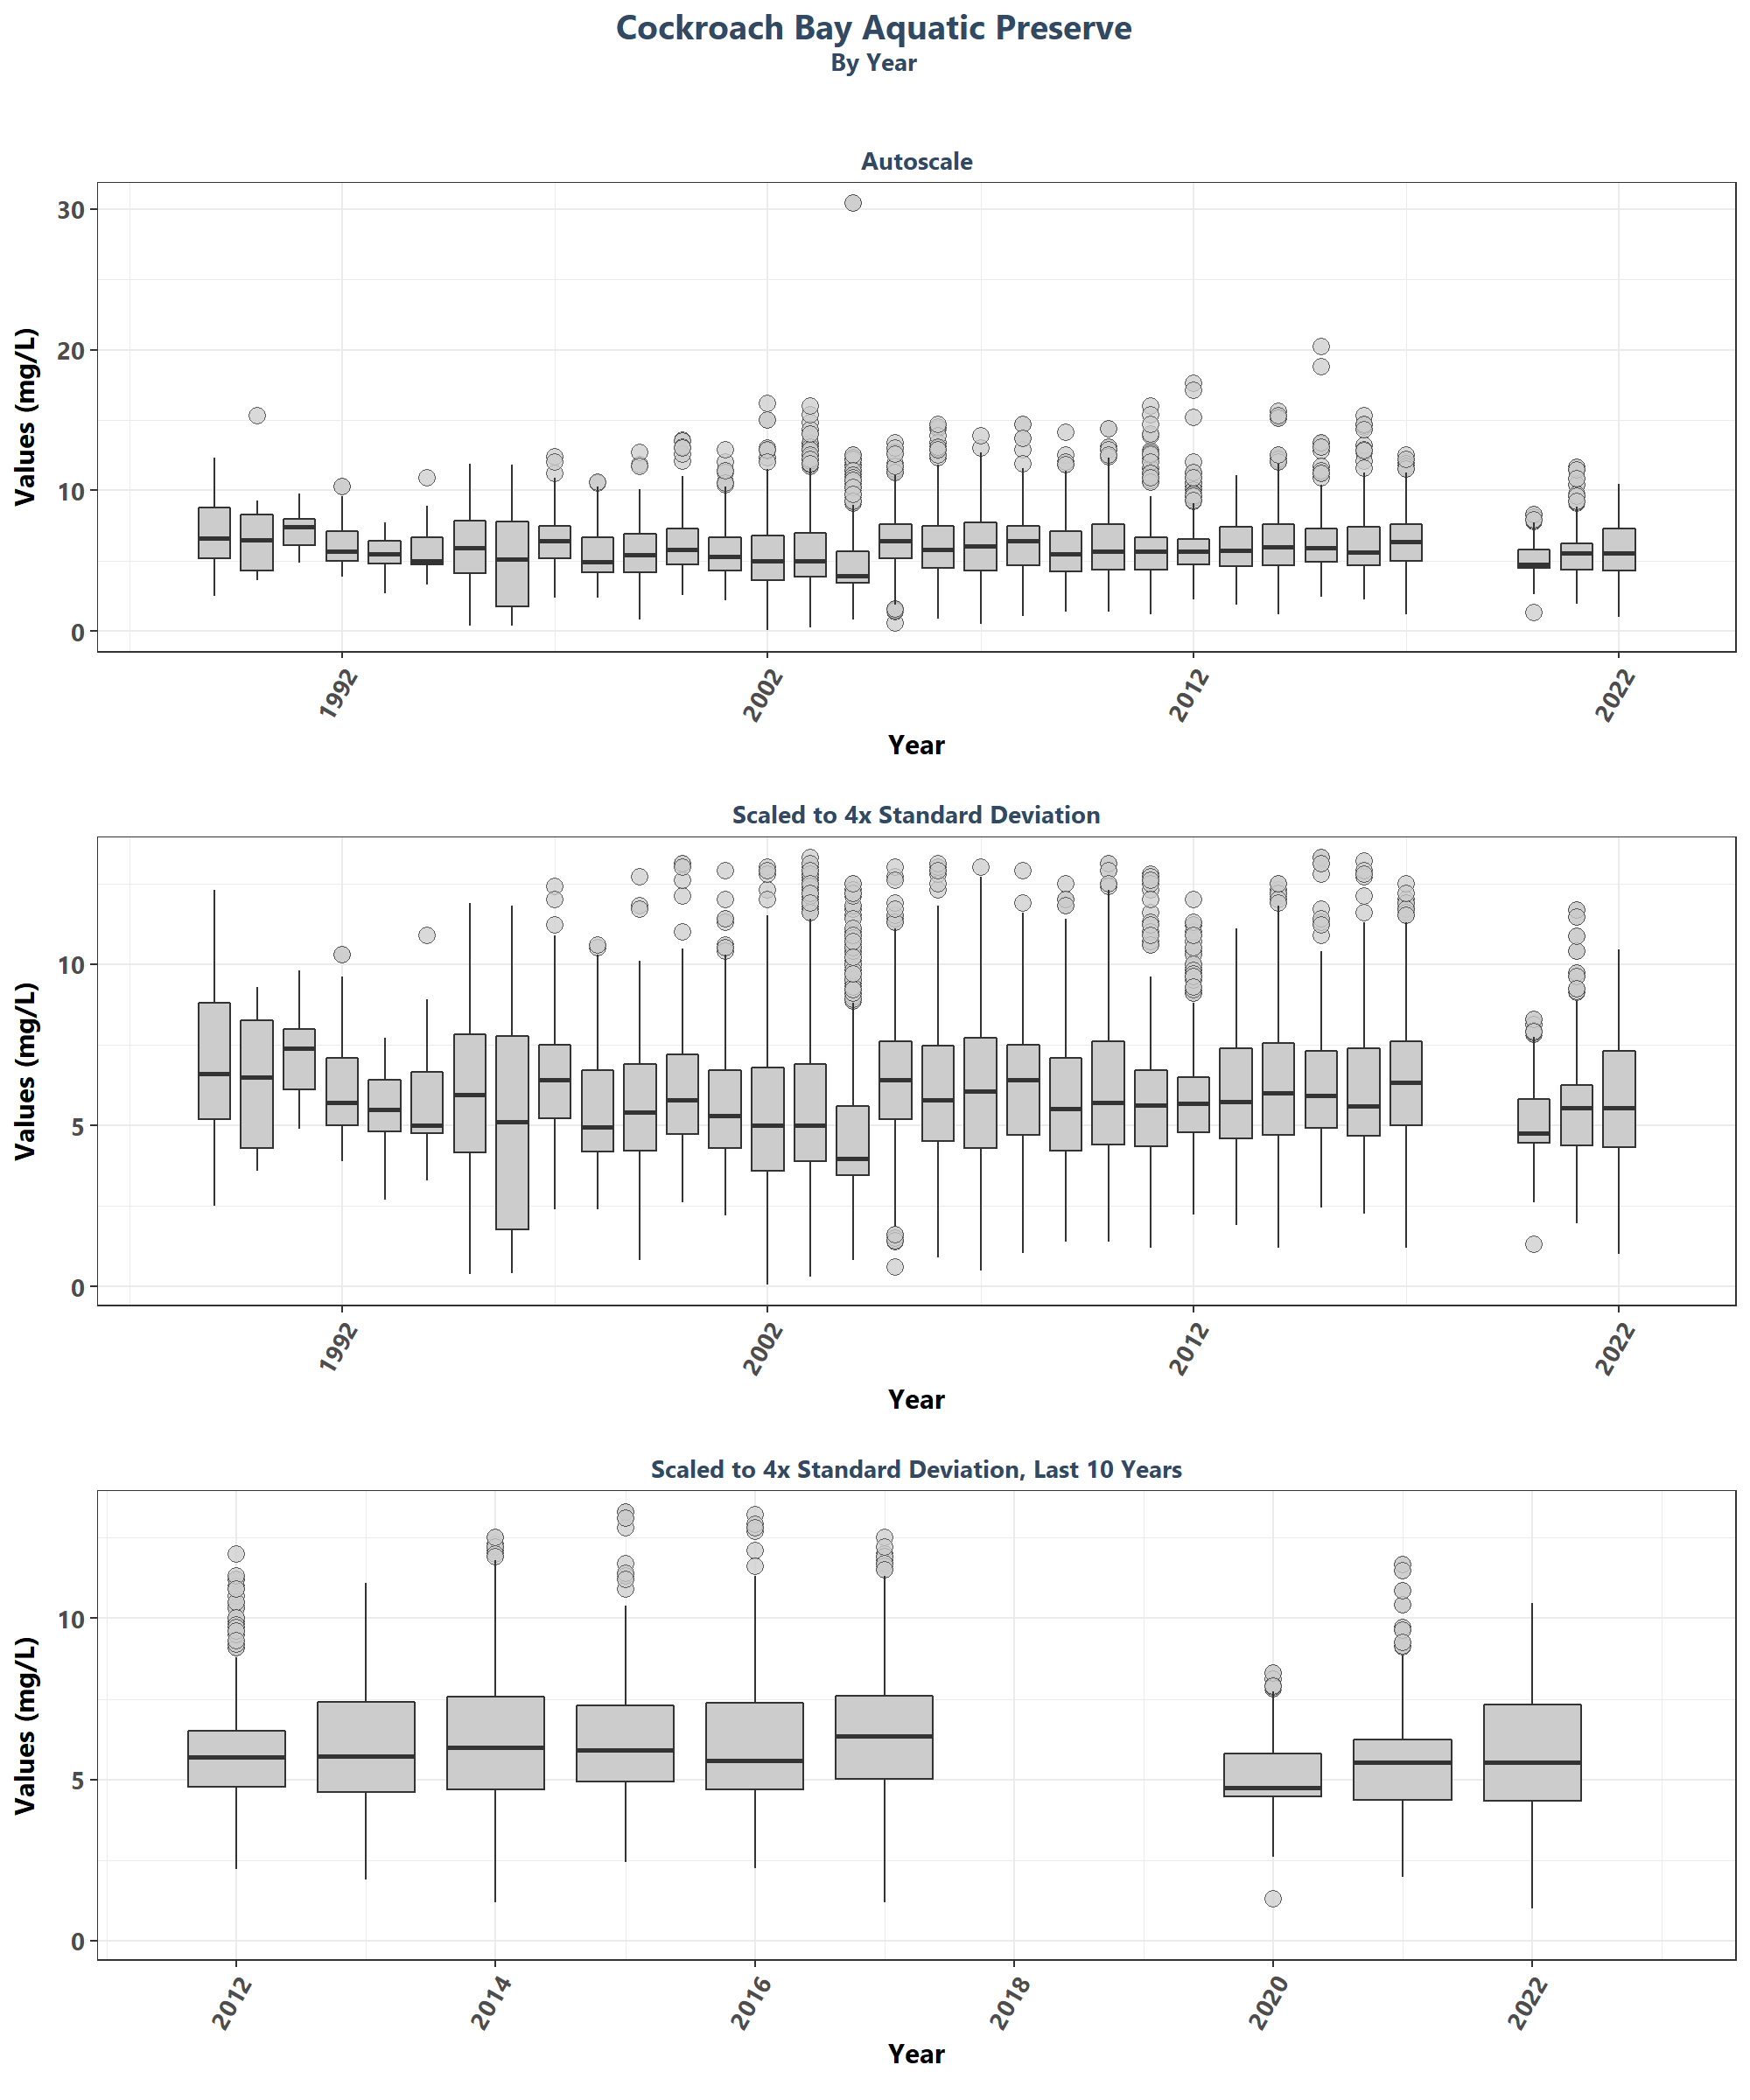 Cockroach Bay Aquatic Preserve
By Year
Autoscale
Values (mg/L)
30
20
10
0
1992
2002
2012
2022
Year
Scaled to 4x Standard Deviation
Values (mg/L)
10
5
0
1992
2002
2012
2022
Year
Scaled to 4x Standard Deviation, Last 10 Years
Values (mg/L)
10
5
0
2012
2014
2016
2018
2020
2022
Year